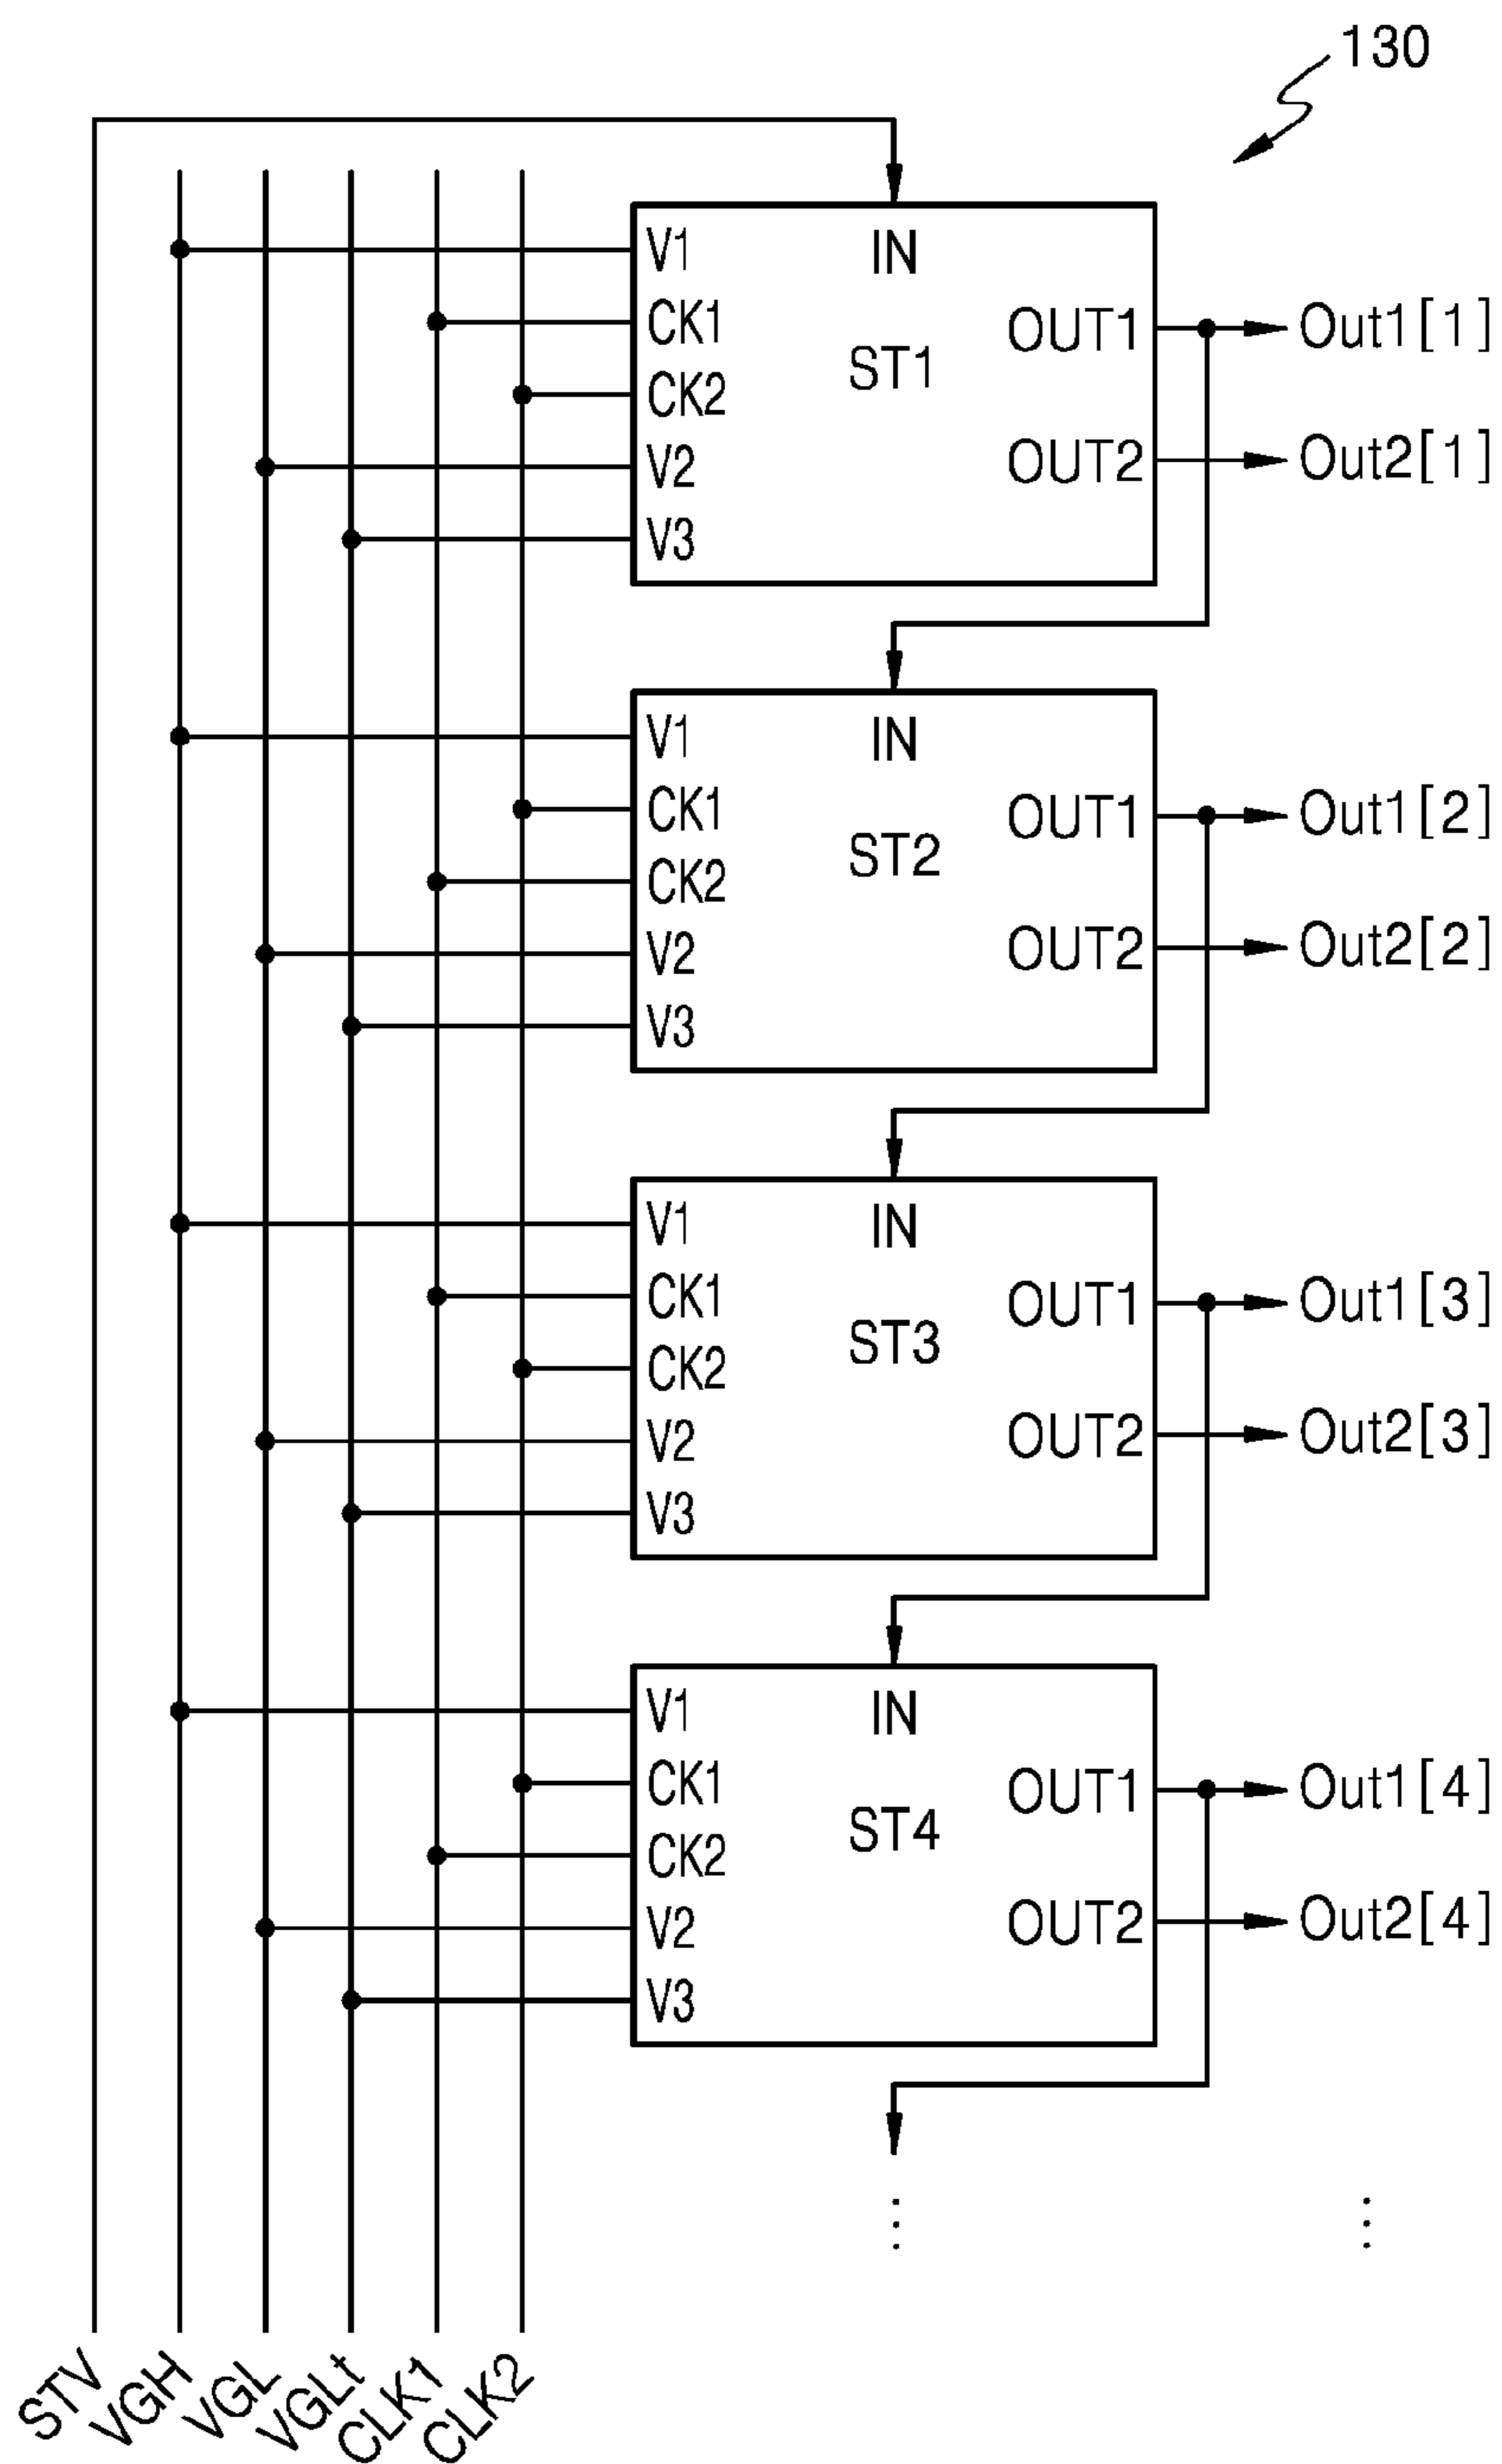 130
V1 IN
CK1 OUT1 Out1[1]
ST1
CK2
V2 OUT2 Out2[1]
V3
V1 IN
CK1 OUT1 Out1[2]
ST2
CK2
V2 OUT2 Out2[2]
V3
V1 IN
CK1 OUT1 Out1[3]
ST3
CK2
V2 OUT2 Out2[3]
V3
V1 IN
CK1 OUT1 Out1[4]
ST4
CK2
V2 OUT2 Out2[4]
V3
STV VGH VGL VGLt CLK1 CLK2